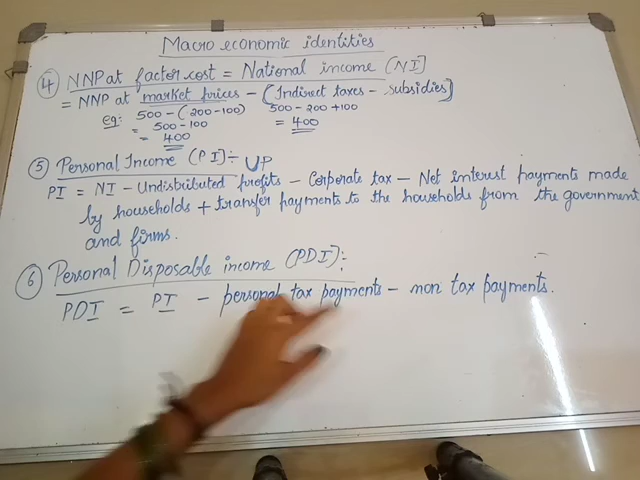 Macro economic identities
④ NNP at factor cost = National income (NI)
= NNP at market prices - (Indirect taxes - subsidies)
eg: 500 - (200-100)
= 500-100
= 400
500 - 200 + 100
= 400
⑤ Personal Income (PI):- UP
PI = NI - Undistributed profits - Corporate tax - Net interest payments made
by households + transfer payments to the households from the government
and firms.
⑥ Personal Disposable income (PDI):-
PDI = PI - personal tax payments - non tax payments.